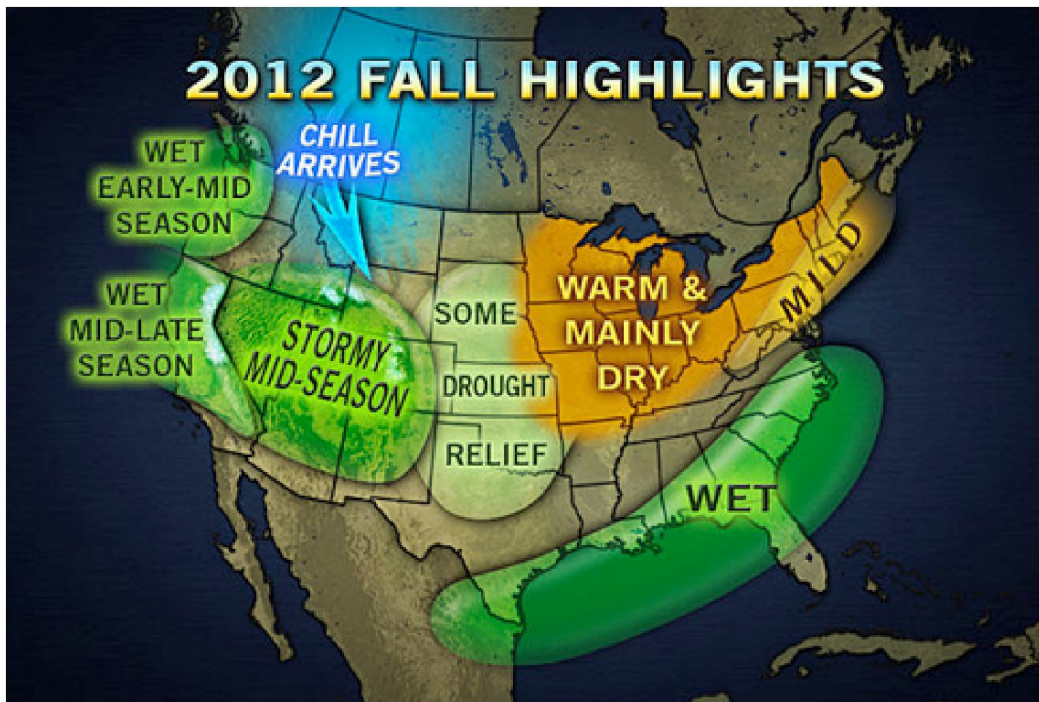 2012 FALL HIGHLIGHTS
CHILL
ARRIVES
WET
EARLY-MID
SEASON
WET
MID-LATE
SEASON
STORMY
MID-SEASON
SOME
DROUGHT
RELIEF
WARM &
MAINLY
DRY
MILD
WET